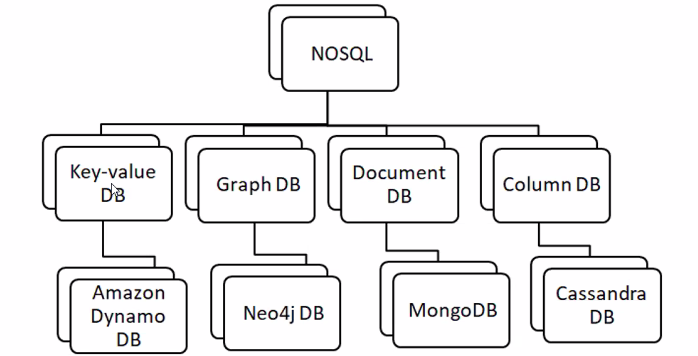 NOSQL
Key-value
DB
Graph DB
Document
DB
Column DB
Amazon
Dynamo
DB
Neo4j DB
MongoDB
Cassandra
DB